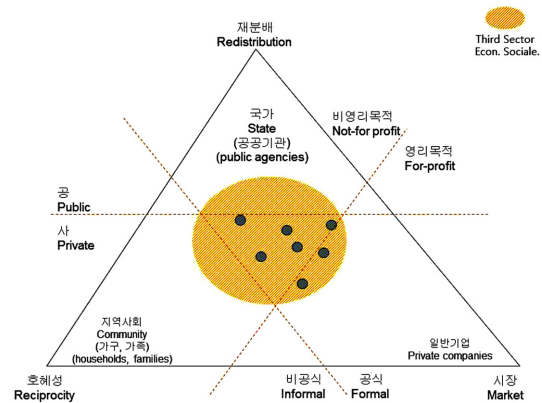 재분배
Redistribution
Third Sector
Econ. Sociale.
국가
State
(공공기관)
(public agencies)
비영리목적
Not-for profit
영리목적
For-profit
공
Public
사
Private
지역사회
Community
(가구, 가족)
(households, families)
일반기업
Private companies
호혜성
Reciprocity
비공식
Informal
공식
Formal
시장
Market